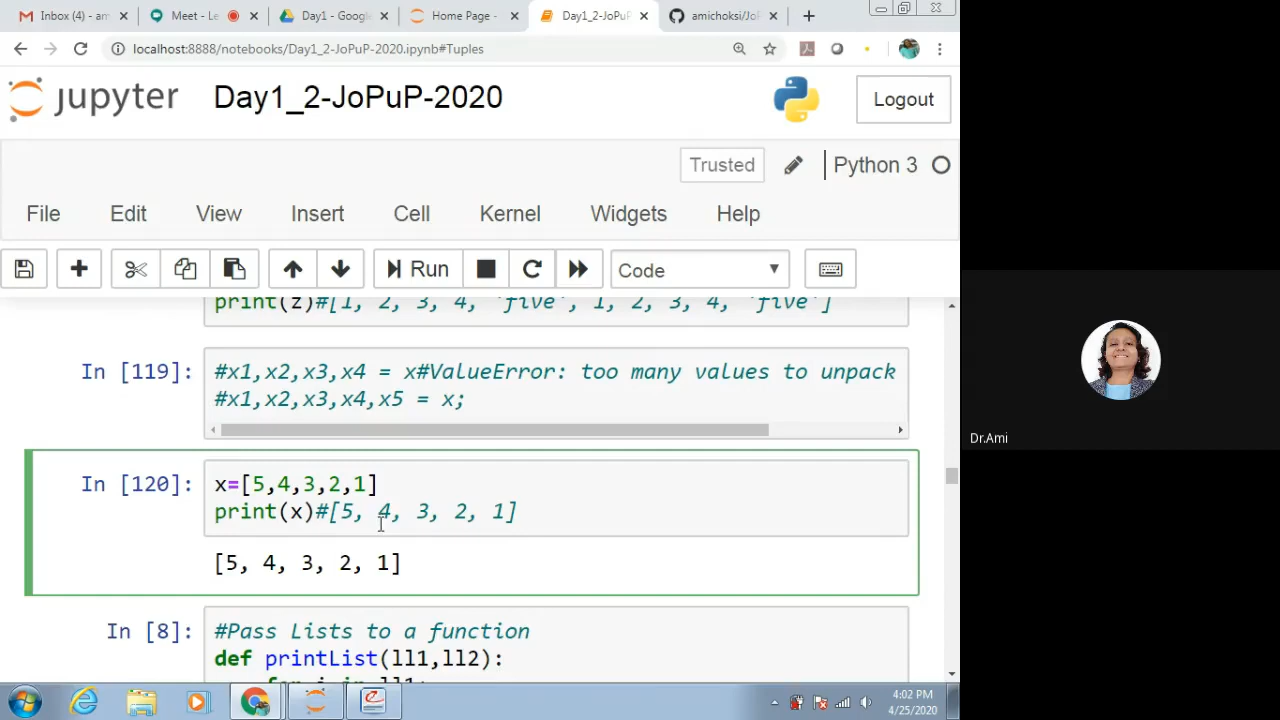 Inbox (4) - am
Meet - Le
Day1 - Google
Home Page -
Day1_2-JoPuP
amichoksi/JoP
localhost:8888/notebooks/Day1_2-JoPuP-2020.ipynb#Tuples
jupyter Day1_2-JoPuP-2020
Logout
Trusted
Python 3
File Edit View Insert Cell Kernel Widgets Help
Run
Code
print(z)#[1, 2, 3, 4, 'five', 1, 2, 3, 4, 'five']
In [119]: #x1,x2,x3,x4 = x#ValueError: too many values to unpack
#x1,x2,x3,x4,x5 = x;
In [120]: x=[5,4,3,2,1]
print(x)#[5, 4, 3, 2, 1]
[5, 4, 3, 2, 1]
In [8]: #Pass Lists to a function
def printList(ll1,ll2):
for i in ll1:
Dr.Ami
4:02 PM
4/25/2020